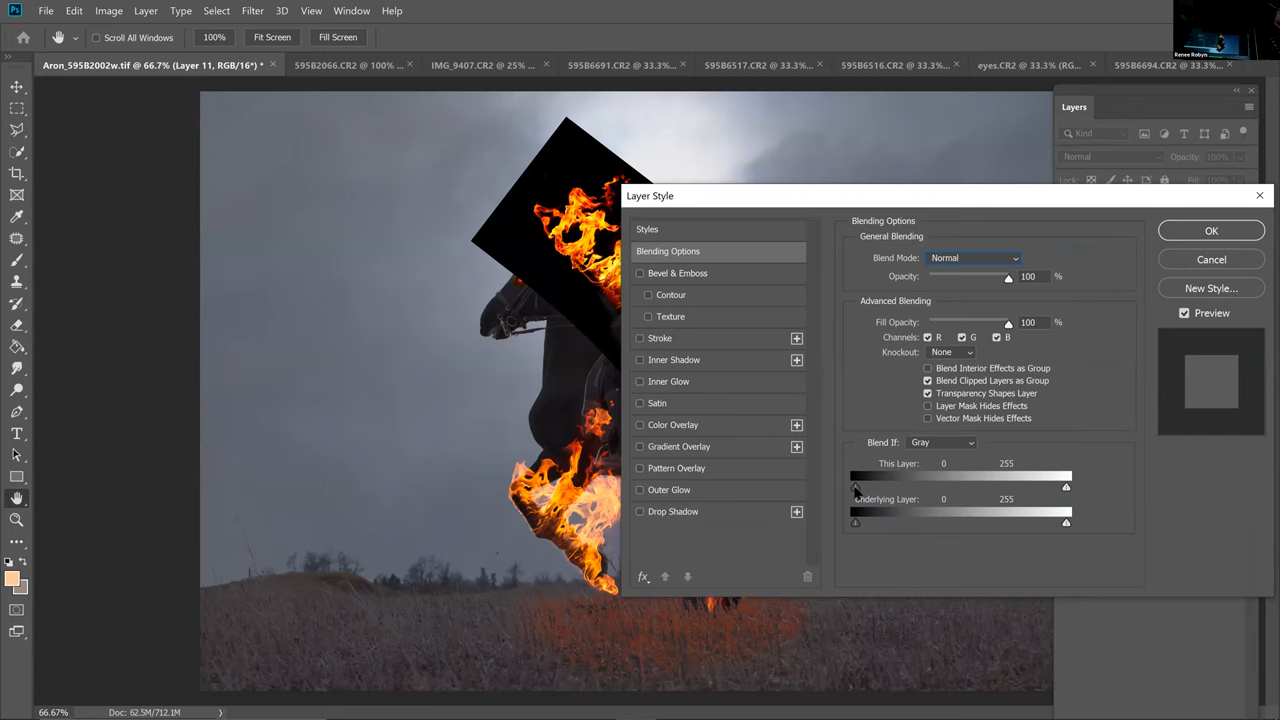 Ps File Edit Image Layer Type Select Filter 3D View Window Help
Renee Robyn
Scroll All Windows 100% Fit Screen Fill Screen
Aron_595B2002w.tif @ 66.7% (Layer 11, RGB/16*) * × 595B2066.CR2 @ 100% ... × IMG_9407.CR2 @ 25% ... × 595B6691.CR2 @ 33.3%... × 595B6517.CR2 @ 33.3%... × 595B6516.CR2 @ 33.3%... × eyes.CR2 @ 33.3% (RG... × 595B6694.CR2 @ 33.3%... ×
Layers
Kind
Normal Opacity: 100%
Lock: Fill: 100%
Layer Style
Styles
Blending Options
Bevel & Emboss
Contour
Texture
Stroke
Inner Shadow
Inner Glow
Satin
Color Overlay
Gradient Overlay
Pattern Overlay
Outer Glow
Drop Shadow
fx
Blending Options
General Blending
Blend Mode: Normal
Opacity: 100 %
Advanced Blending
Fill Opacity: 100 %
Channels: R G B
Knockout: None
Blend Interior Effects as Group
Blend Clipped Layers as Group
Transparency Shapes Layer
Layer Mask Hides Effects
Vector Mask Hides Effects
Blend If: Gray
This Layer: 0 255
Underlying Layer: 0 255
OK
Cancel
New Style...
Preview
66.67% Doc: 62.5M/712.1M